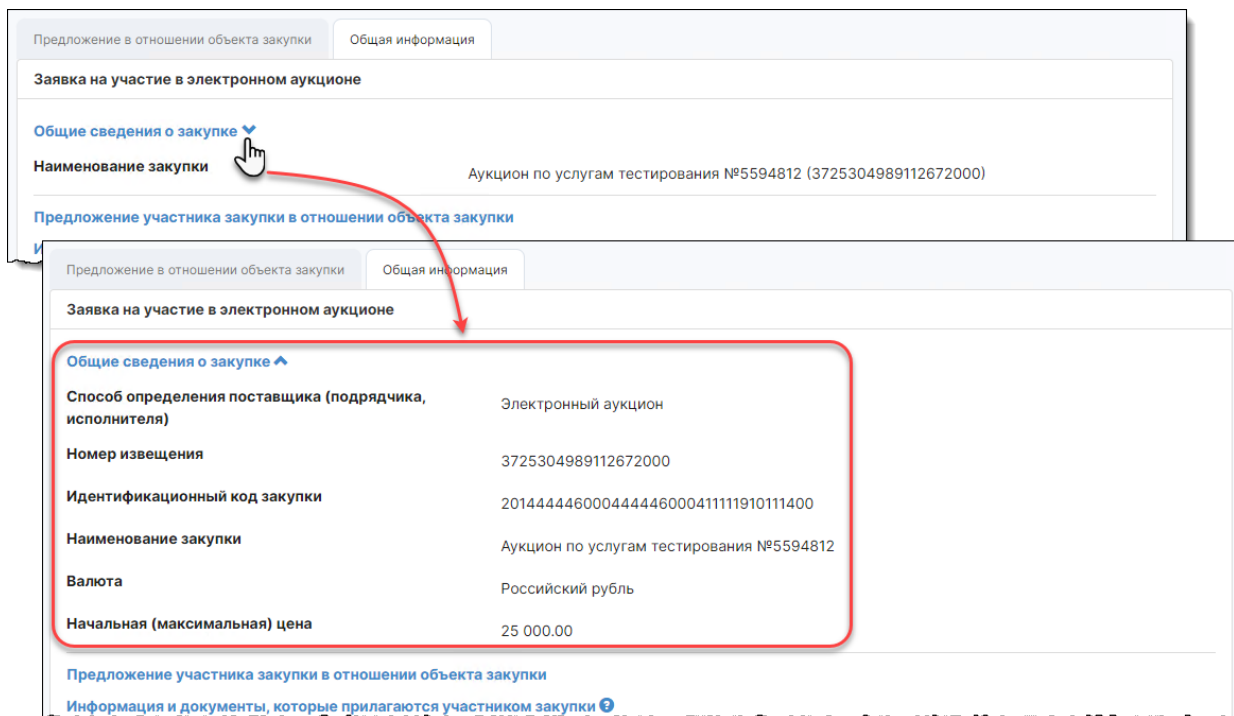 Предложение в отношении объекта закупки Общая информация
Заявка на участие в электронном аукционе
Общие сведения о закупке
Наименование закупки Аукцион по услугам тестирования №5594812 (3725304989112672000)
Предложение участника закупки в отношении объекта закупки
Предложение в отношении объекта закупки Общая информация
Заявка на участие в электронном аукционе
Общие сведения о закупке
Способ определения поставщика (подрядчика,
исполнителя) Электронный аукцион
Номер извещения 3725304989112672000
Идентификационный код закупки 201444446000444446000411111910111400
Наименование закупки Аукцион по услугам тестирования №5594812
Валюта Российский рубль
Начальная (максимальная) цена 25 000.00
Предложение участника закупки в отношении объекта закупки
Информация и документы, которые прилагаются участником закупки ?